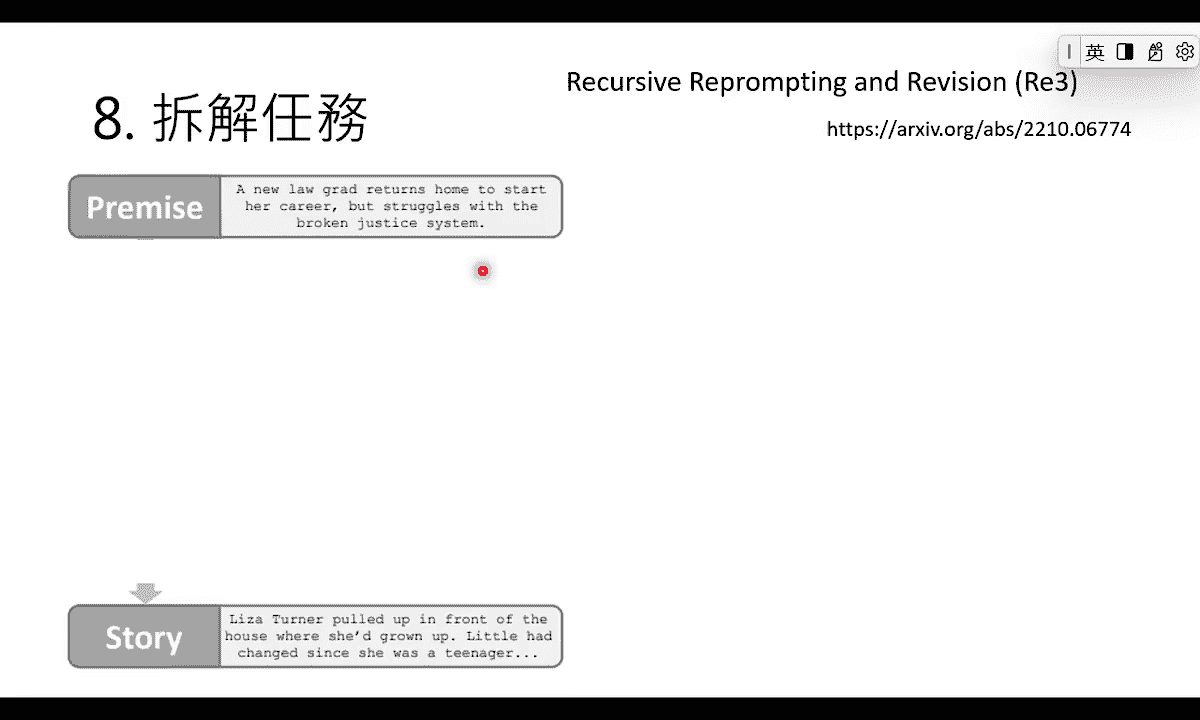 英
Recursive Reprompting and Revision (Re3)
8. 拆解任務
https://arxiv.org/abs/2210.06774
Premise
A new law grad returns home to start
her career, but struggles with the
broken justice system.
Story
Liza Turner pulled up in front of the
house where she’d grown up. Little had
changed since she was a teenager...